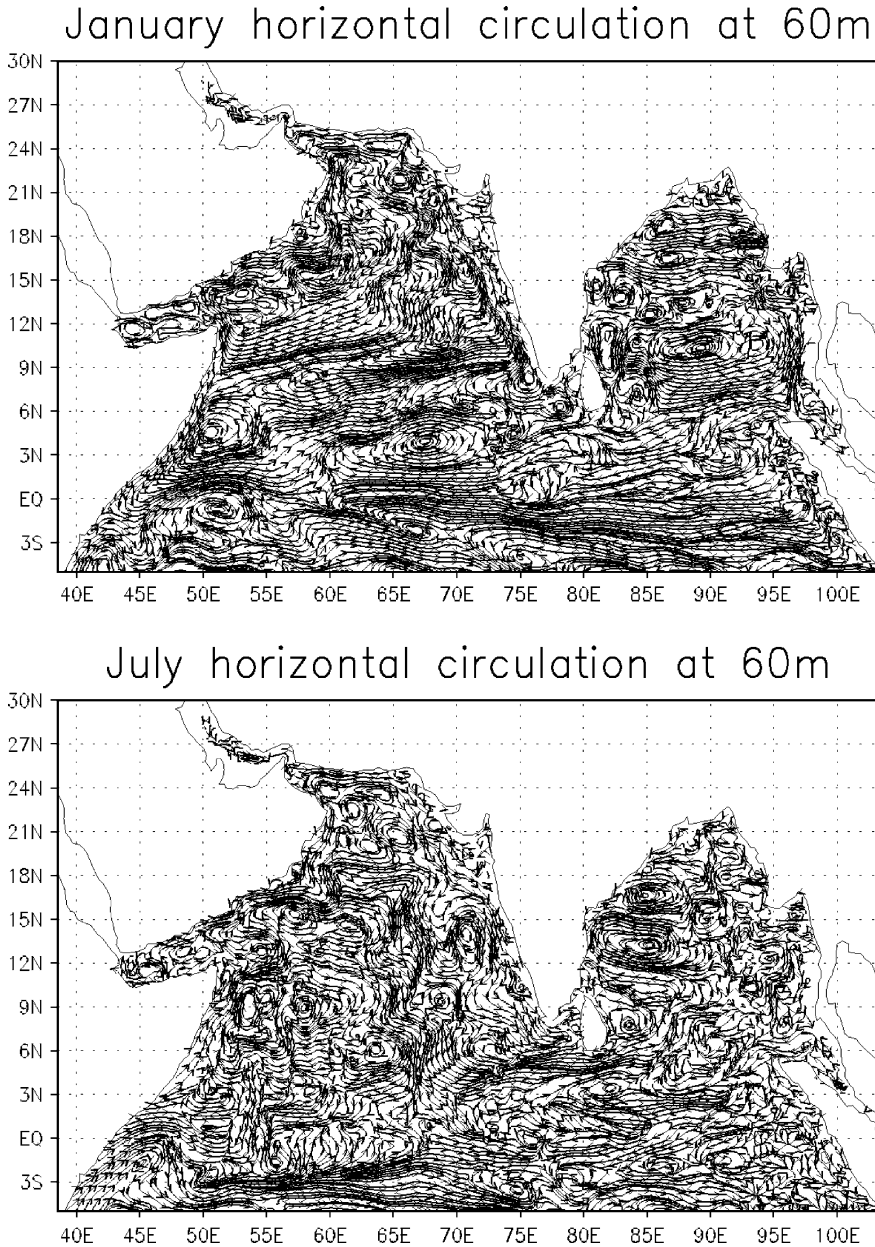 January horizontal circulation at 60m
30N
27N
24N
21N
18N
15N
12N
9N
6N
3N
EQ
3S
40E 45E 50E 55E 60E 65E 70E 75E 80E 85E 90E 95E 100E
July horizontal circulation at 60m
30N
27N
24N
21N
18N
15N
12N
9N
6N
3N
EQ
3S
40E 45E 50E 55E 60E 65E 70E 75E 80E 85E 90E 95E 100E